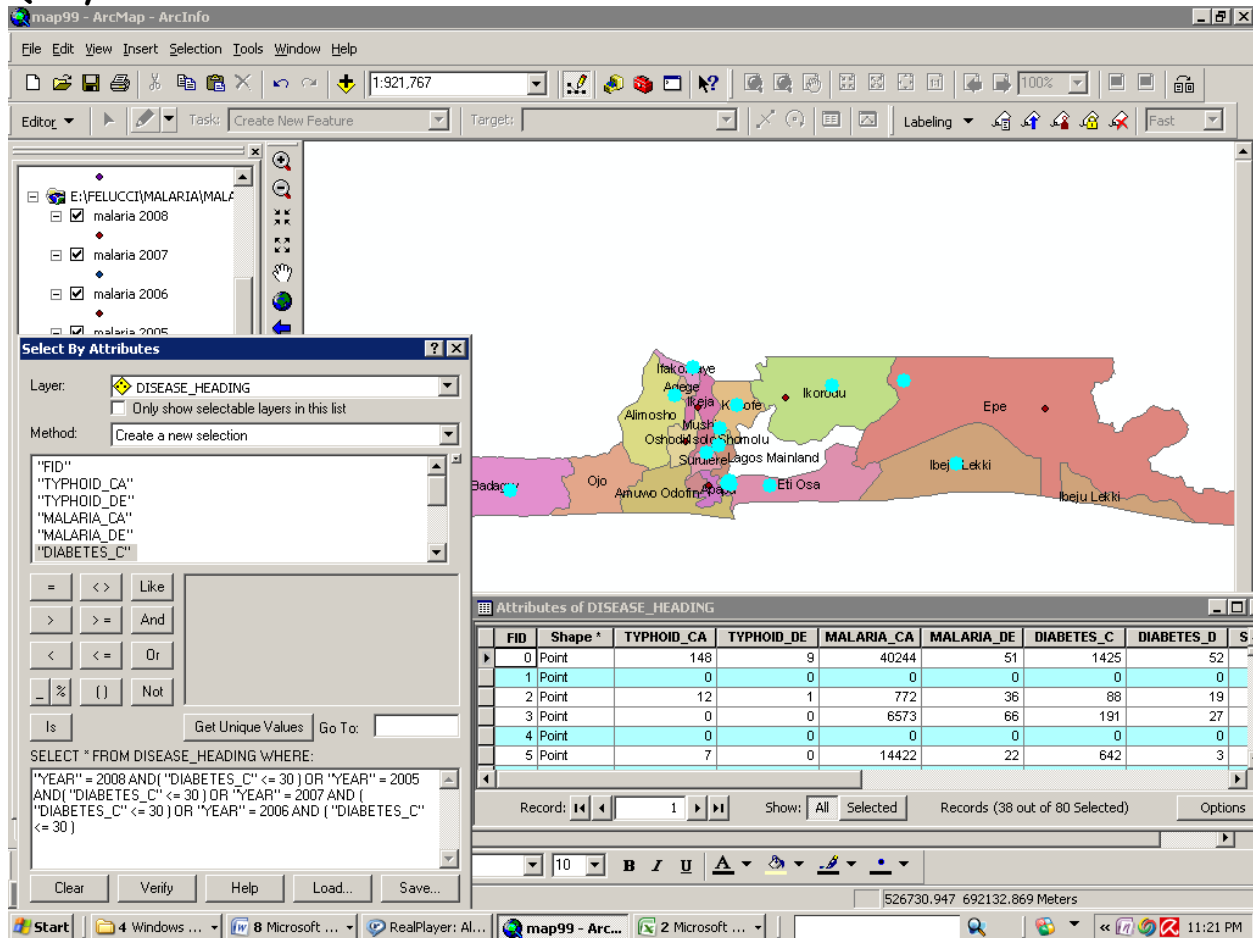 map99 - ArcMap - ArcInfo
File Edit View Insert Selection Tools Window Help
1:921,767
100%
Editor Task: Create New Feature Target: Labeling Fast
E:\FELUCCI\MALARIA\MALA
malaria 2008
malaria 2007
malaria 2006
malaria 2005
Select By Attributes
Layer: DISEASE_HEADING
Only show selectable layers in this list
Method: Create a new selection
"FID"
"TYPHOID_CA"
"TYPHOID_DE"
"MALARIA_CA"
"MALARIA_DE"
"DIABETES_C"
= <> Like
> >= And
< <= Or
_ % () Not
Is Get Unique Values Go To:
SELECT * FROM DISEASE_HEADING WHERE:
"YEAR" = 2008 AND( "DIABETES_C" <= 30 ) OR "YEAR" = 2005
AND( "DIABETES_C" <= 30 ) OR "YEAR" = 2007 AND (
"DIABETES_C" <= 30 ) OR "YEAR" = 2006 AND ( "DIABETES_C"
<= 30 )
Clear Verify Help Load... Save...
Agege
Ikeja
Ikorodu
Epe
Alimosho
Shomolu
Surulere
Lagos Mainland
Ibeju Lekki
Ojo
Amuwo Odofin
Eti Osa
Ibeju Lekki
Attributes of DISEASE_HEADING
FID Shape * TYPHOID_CA TYPHOID_DE MALARIA_CA MALARIA_DE DIABETES_C DIABETES_D S
0 Point 148 9 40244 51 1425 52
1 Point 0 0 0 0 0 0
2 Point 12 1 772 36 88 19
3 Point 0 0 6573 66 191 27
4 Point 0 0 0 0 0 0
5 Point 7 0 14422 22 642 3
Record: 1 Show: All Selected Records (38 out of 80 Selected) Options
10 B I U A
526730.947 692132.869 Meters
Start 4 Windows ... 8 Microsoft ... RealPlayer: Al... map99 - Arc... 2 Microsoft ... 11:21 PM